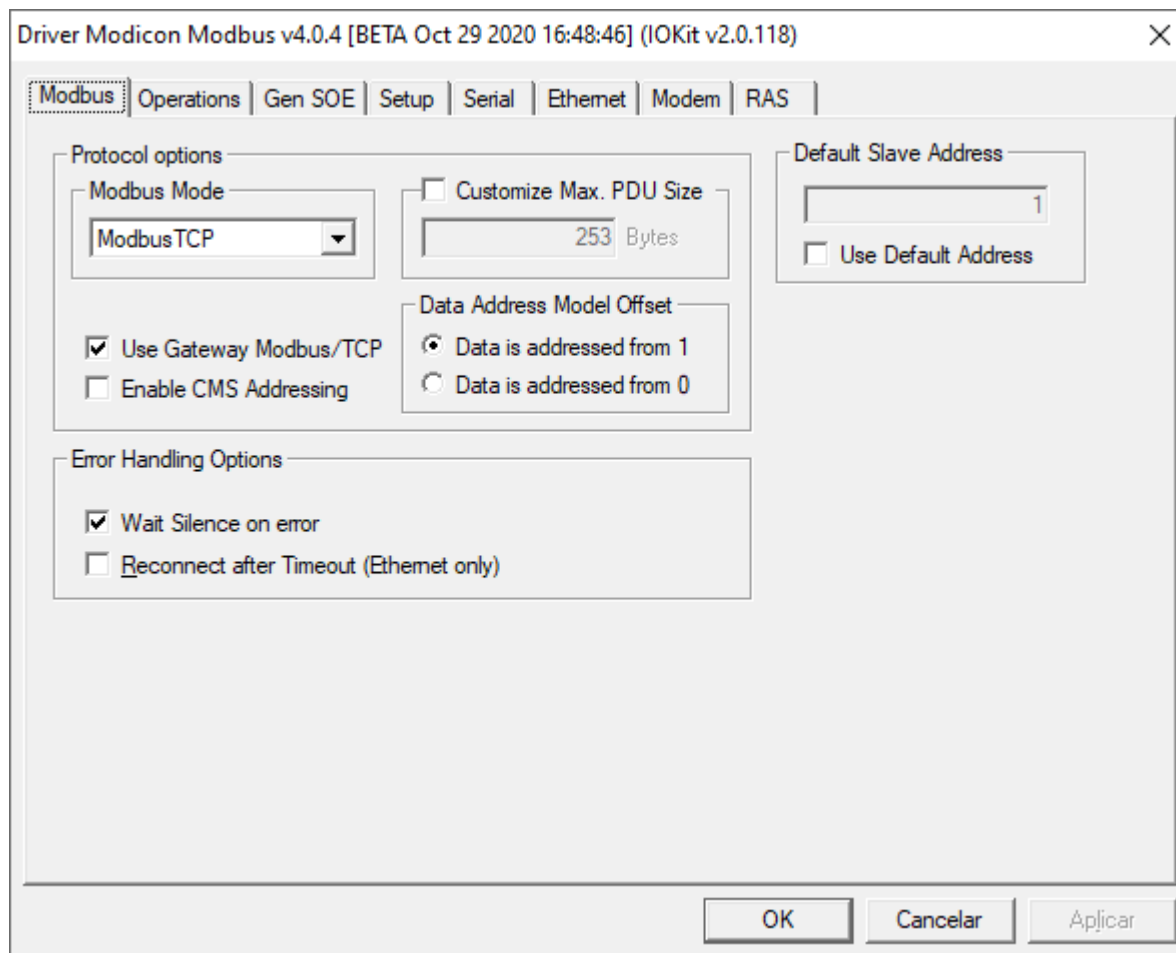 Driver Modicon Modbus v4.0.4 [BETA Oct 29 2020 16:48:46] (IOKit v2.0.118)
Modbus Operations Gen SOE Setup Serial Ethernet Modem RAS
Protocol options
Modbus Mode
ModbusTCP
Customize Max. PDU Size
253 Bytes
Default Slave Address
1
Use Default Address
Use Gateway Modbus/TCP
Enable CMS Addressing
Data Address Model Offset
Data is addressed from 1
Data is addressed from 0
Error Handling Options
Wait Silence on error
Reconnect after Timeout (Ethernet only)
OK Cancelar Aplicar